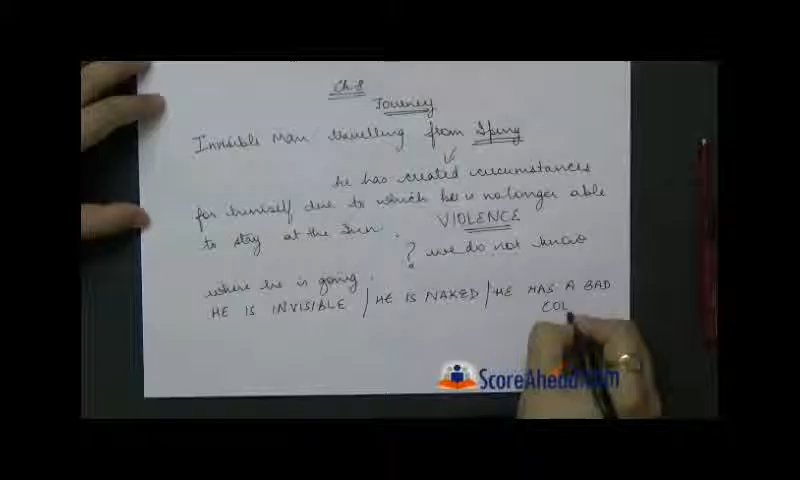 Ch-8
Journey
Invisible Man travelling from Iping
he has created circumstances
for himself due to which he is no longer able
to stay at the Inn. VIOLENCE
? we do not know
where he is going.
HE IS INVISIBLE / HE IS NAKED / HE HAS A BAD
COL
ScoreAhead.com